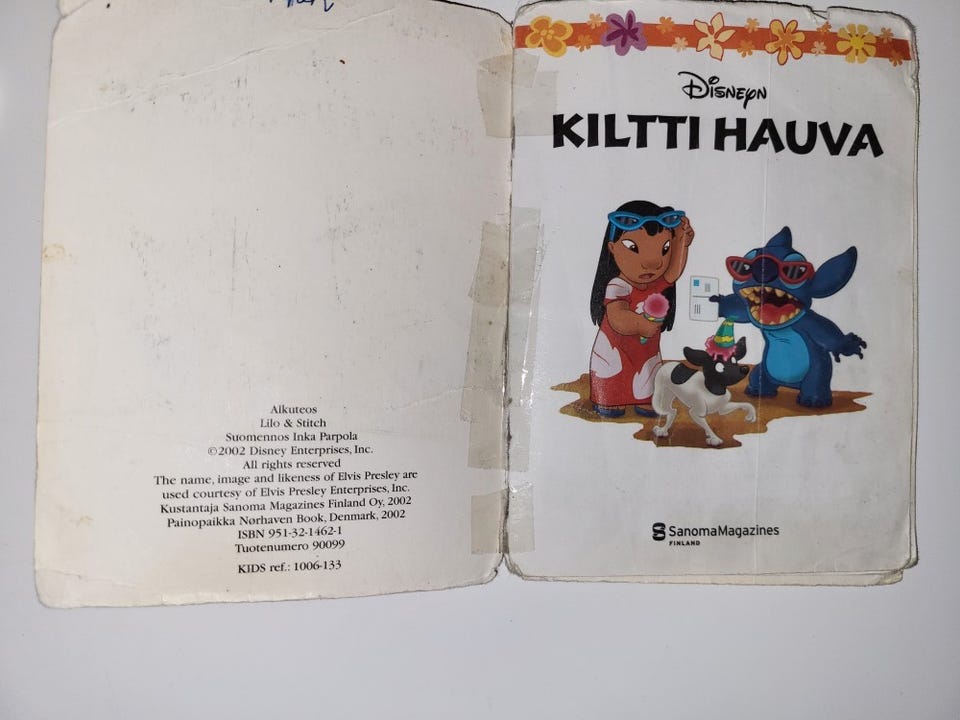 Alkuteos
Lilo & Stitch
Suomennos Inka Parpola
©2002 Disney Enterprises, Inc.
All rights reserved
The name, image and likeness of Elvis Presley are
used courtesy of Elvis Presley Enterprises, Inc.
Kustantaja Sanoma Magazines Finland Oy, 2002
Painopaikka Nørhaven Book, Denmark, 2002
ISBN 951-32-1462-1
Tuotenumero 90099
KIDS ref.: 1006-133
DISNEYN
KILTTI HAUVA
SanomaMagazines
FINLAND